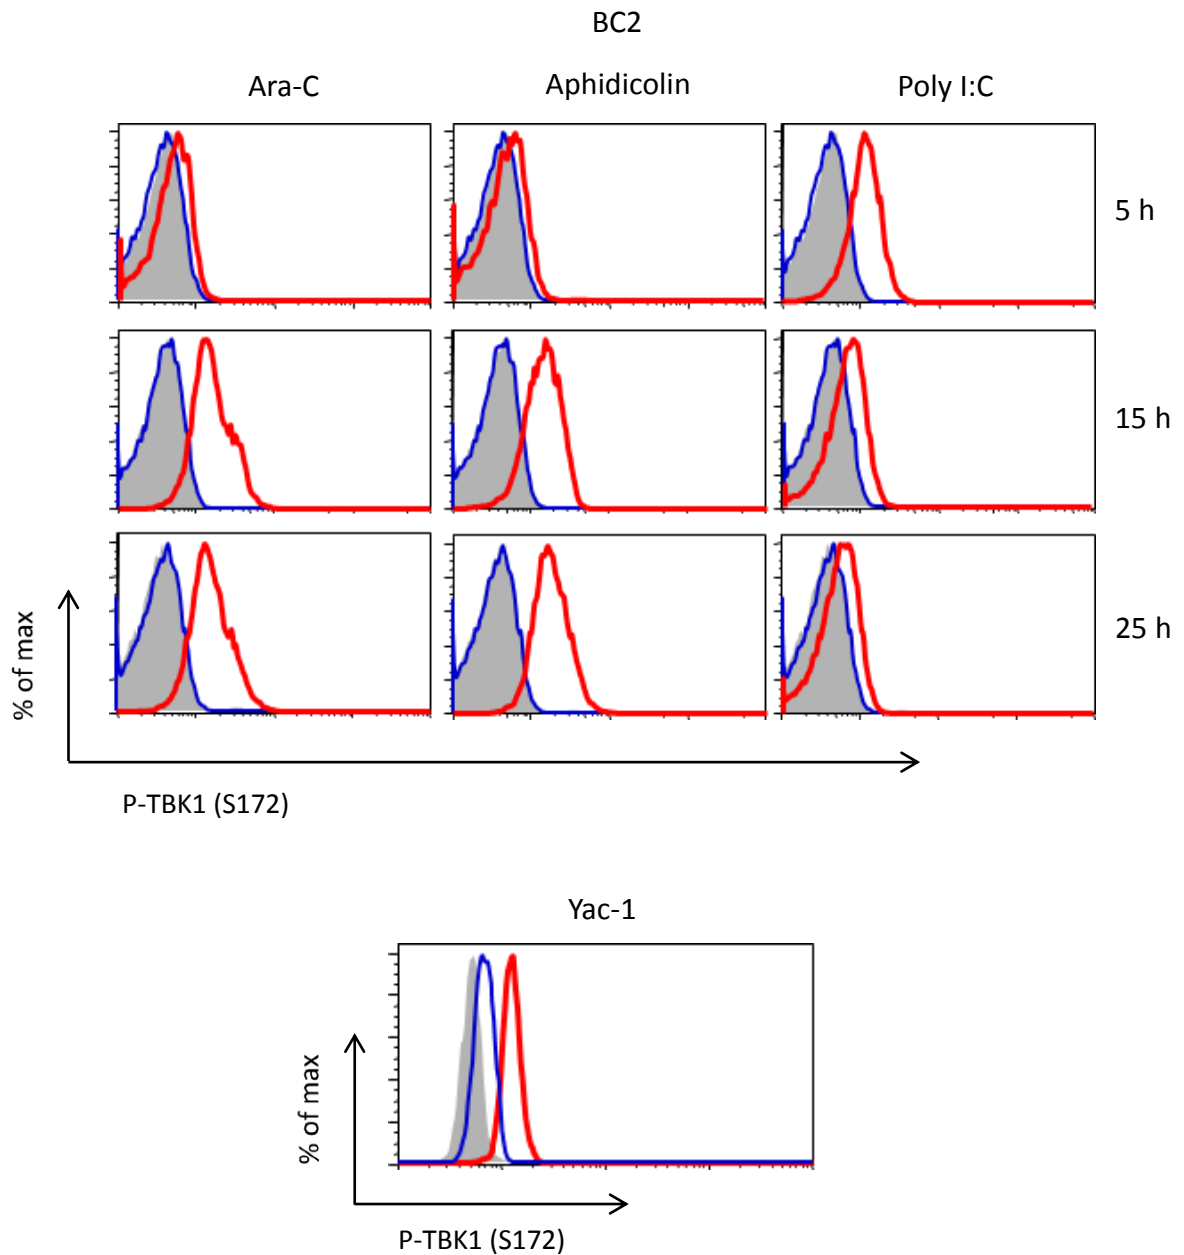 BC2
Ara-C
Aphidicolin
Poly I:C
5 h
15 h
25 h
% of max
P-TBK1 (S172)
Yac-1
% of max
P-TBK1 (S172)